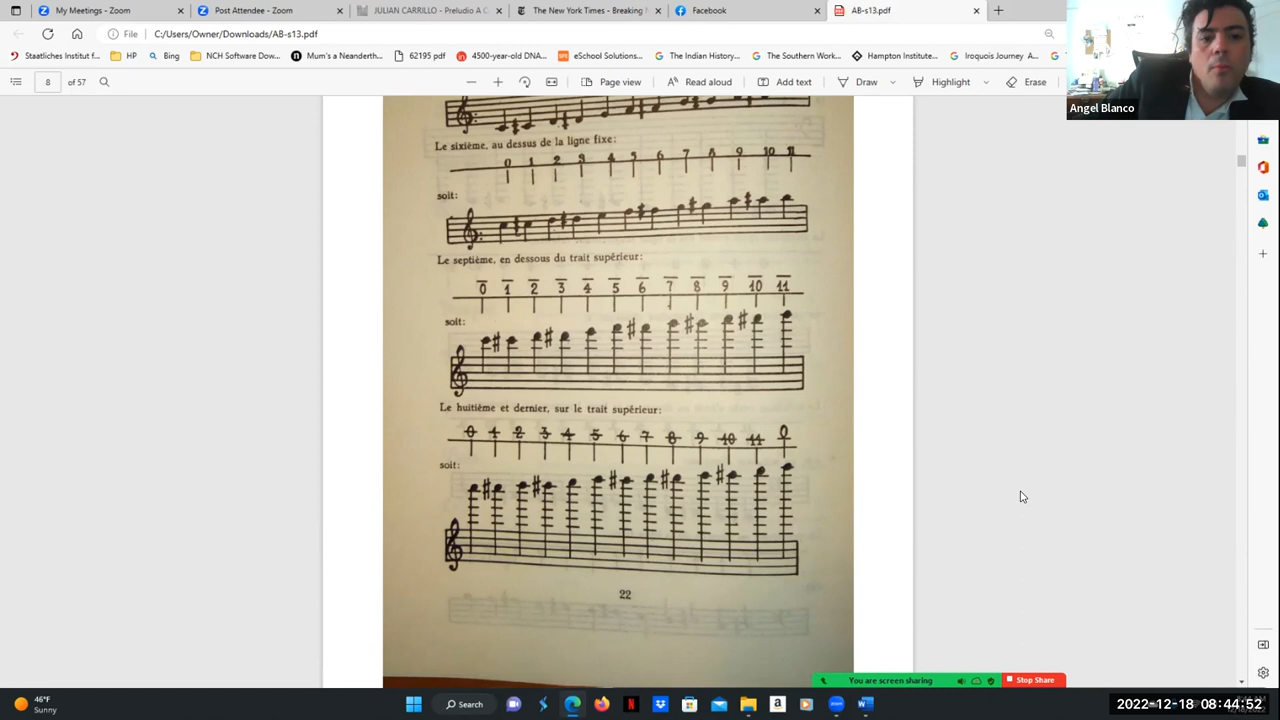 My Meetings - Zoom
Post Attendee - Zoom
JULIAN CARRILLO - Preludio A C
The New York Times - Breaking N
Facebook
AB-s13.pdf
File C:/Users/Owner/Downloads/AB-s13.pdf
Staatliches Institut f... HP Bing NCH Software Dow... Mum's a Neanderth... 62195 pdf 4500-year-old DNA... eSchool Solutions... The Indian History... The Southern Work... Hampton Institute... Iroquois Journey A...
8 of 57 Page view Read aloud Add text Draw Highlight Erase
Angel Blanco
Le sixième, au dessus de la ligne fixe:
0 1 2 3 4 5 6 7 8 9 10 11
soit:
Le septième, en dessous du trait supérieur:
0 1 2 3 4 5 6 7 8 9 10 11
soit:
Le huitième et dernier, sur le trait supérieur:
0 1 2 3 4 5 6 7 8 9 10 11 0
soit:
22
You are screen sharing Stop Share
46°F
Sunny
Search
2022-12-18 08:44:52